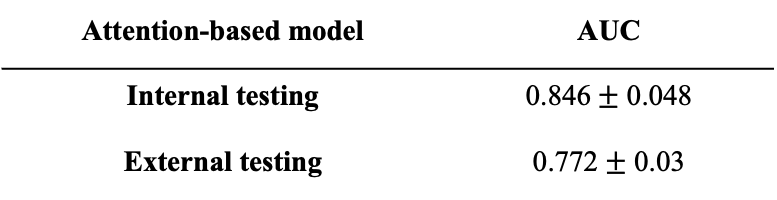 Attention-based model AUC
Internal testing 0.846 ± 0.048
External testing 0.772 ± 0.03